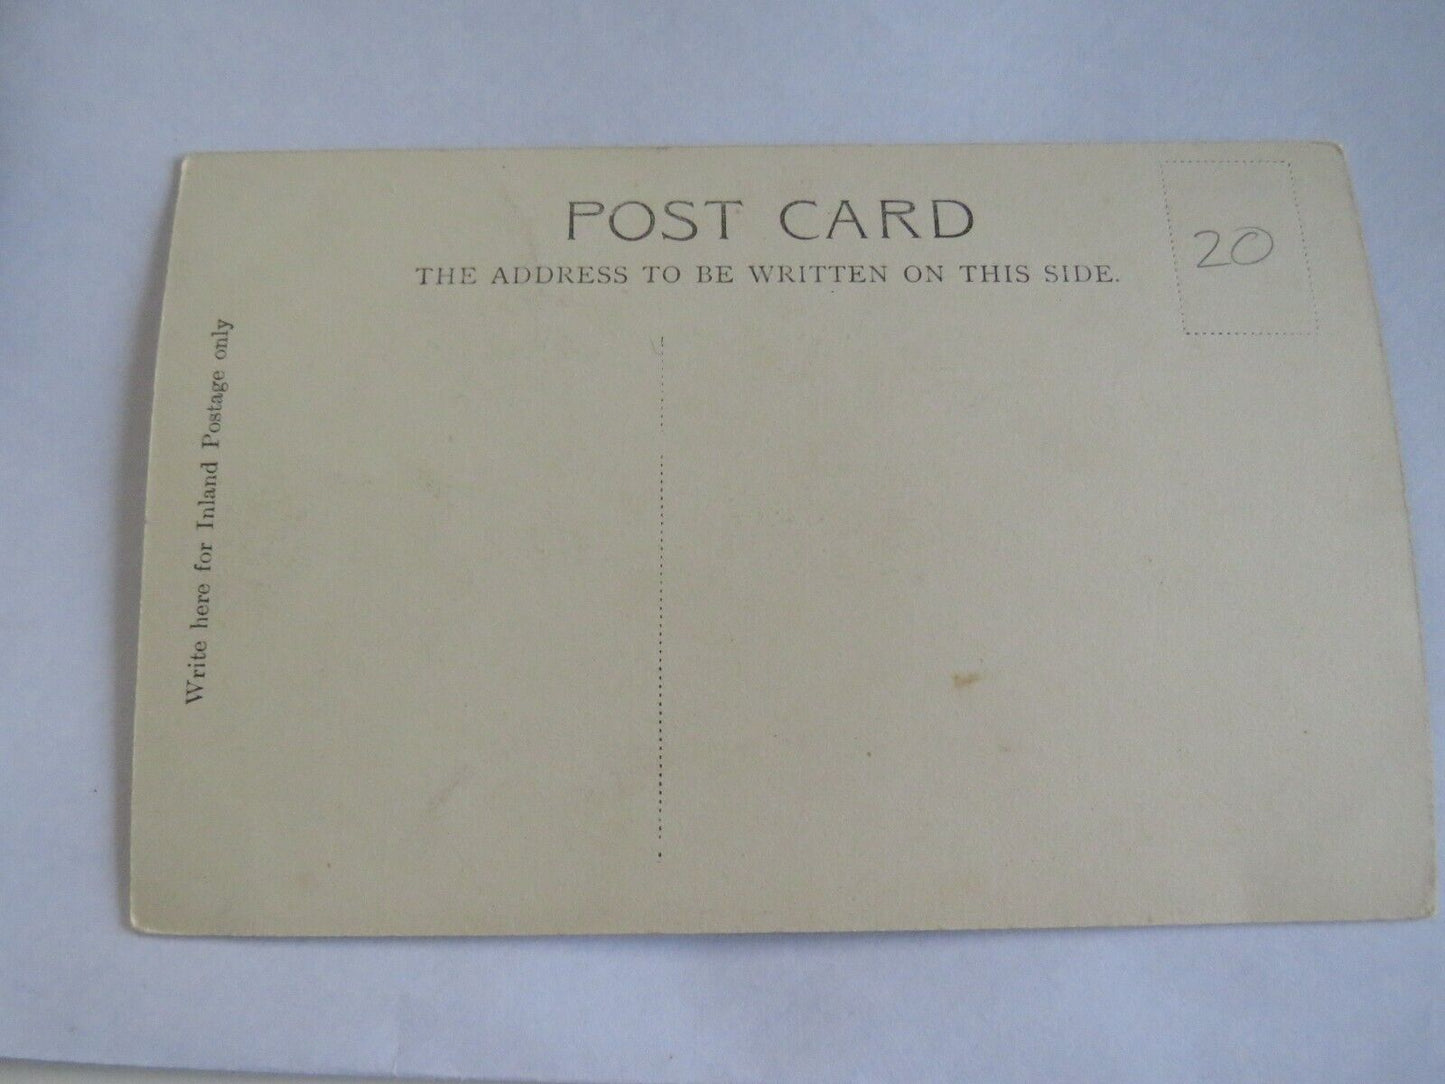 POST CARD
THE ADDRESS TO BE WRITTEN ON THIS SIDE.
20
Write here for Inland Postage only